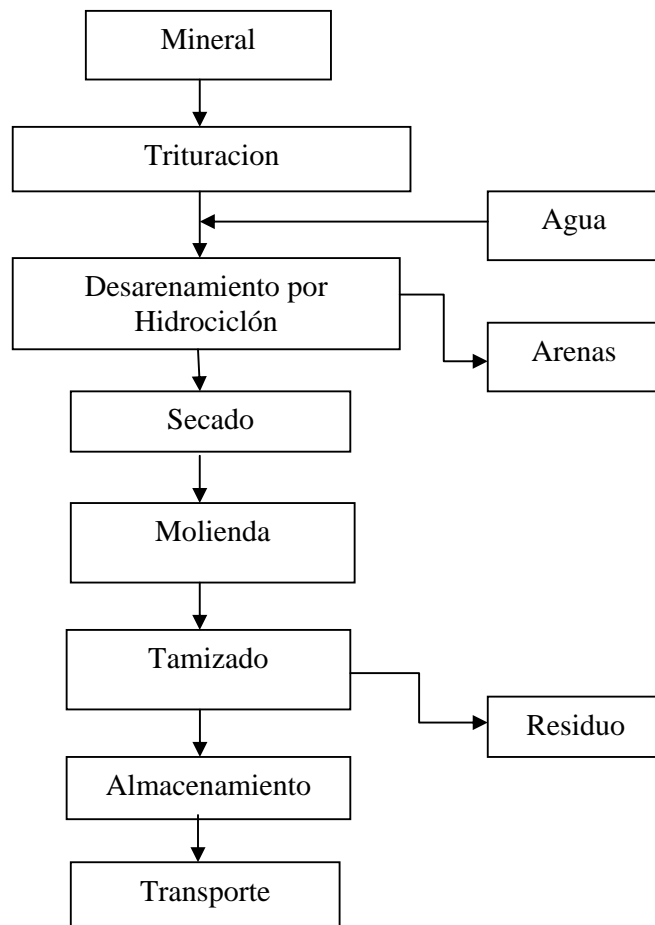 Mineral
Trituracion
Agua
Desarenamiento por
Hidrociclón
Arenas
Secado
Molienda
Tamizado
Residuo
Almacenamiento
Transporte